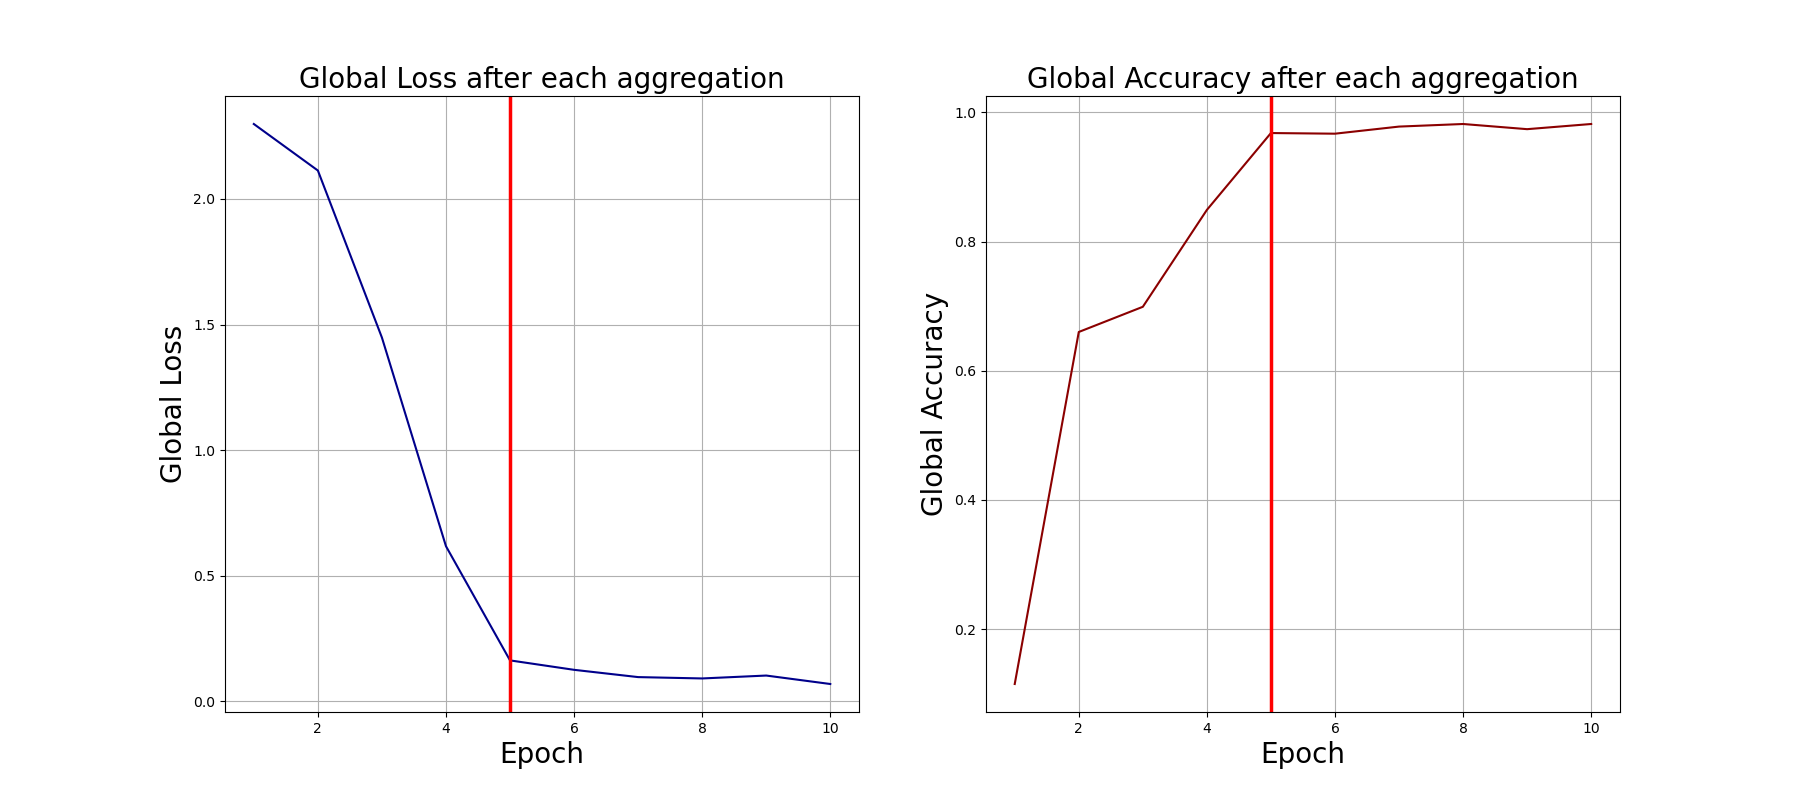 Global Loss after each aggregation
Global Loss
2.0
1.5
1.0
0.5
0.0
2 4 6 8 10
Epoch
Global Accuracy after each aggregation
Global Accuracy
1.0
0.8
0.6
0.4
0.2
2 4 6 8 10
Epoch